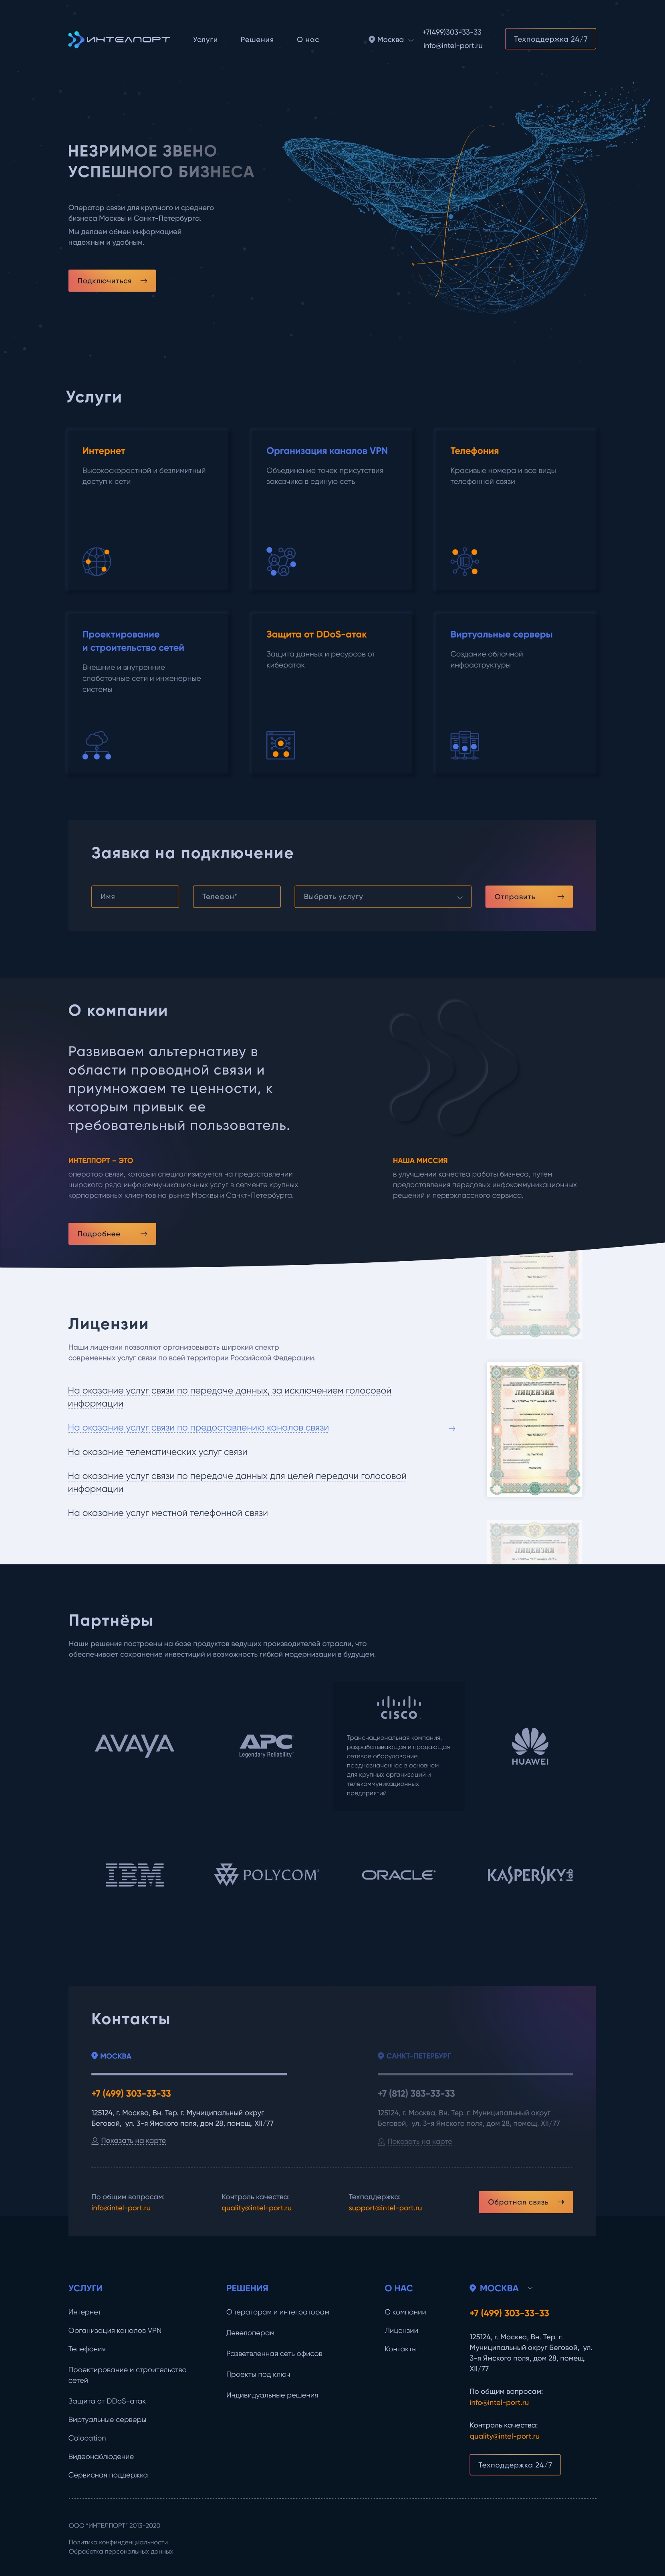 ИНТЕЛПОРТ
Услуги
Решения
О нас
Москва
+7(499)303-33-33
info@intel-port.ru
Техподдержка 24/7
НЕЗРИМОЕ ЗВЕНО
УСПЕШНОГО БИЗНЕСА
Оператор связи для крупного и среднего
бизнеса Москвы и Санкт-Петербурга.
Мы делаем обмен информацией
надежным и удобным.
Подключиться
Услуги
Интернет
Высокоскоростной и безлимитный
доступ к сети
Организация каналов VPN
Объединение точек присутствия
заказчика в единую сеть
Телефония
Красивые номера и все виды
телефонной связи
Проектирование
и строительство сетей
Внешние и внутренние
слаботочные сети и инженерные
системы
Защита от DDoS-атак
Защита данных и ресурсов от
кибератак
Виртуальные серверы
Создание облачной
инфраструктуры
Заявка на подключение
Имя
Телефон*
Выбрать услугу
Отправить
О компании
Развиваем альтернативу в
области проводной связи и
приумножаем те ценности, к
которым привык ее
требовательный пользователь.
ИНТЕЛПОРТ – ЭТО
оператор связи, который специализируется на предоставлении
широкого ряда инфокоммуникационных услуг в сегменте крупных
корпоративных клиентов на рынке Москвы и Санкт-Петербурга.
НАША МИССИЯ
в улучшении качества работы бизнеса, путем
предоставления передовых инфокоммуникационных
решений и первоклассного сервиса.
Подробнее
Лицензии
Наши лицензии позволяют организовывать широкий спектр
современных услуг связи по всей территории Российской Федерации.
На оказание услуг связи по передаче данных, за исключением голосовой
информации
На оказание услуг связи по предоставлению каналов связи
На оказание телематических услуг связи
На оказание услуг связи по передаче данных для целей передачи голосовой
информации
На оказание услуг местной телефонной связи
ЛИЦЕНЗИЯ
ЛИЦЕНЗИЯ
Партнёры
Наши решения построены на базе продуктов ведущих производителей отрасли, что
обеспечивает сохранение инвестиций и возможность гибкой модернизации в будущем.
AVAYA
APC
Legendary Reliability
CISCO
Транснациональная компания,
разрабатывающая и продающая
сетевое оборудование,
предназначенное в основном
для крупных организаций и
телекоммуникационных
предприятий
HUAWEI
IBM
POLYCOM
ORACLE
KASPERSKY lab
Контакты
МОСКВА
+7 (499) 303-33-33
125124, г. Москва, Вн. Тер. г. Муниципальный округ
Беговой, ул. 3-я Ямского поля, дом 28, помещ. XII/77
Показать на карте
САНКТ-ПЕТЕРБУРГ
+7 (812) 383-33-33
125124, г. Москва, Вн. Тер. г. Муниципальный округ
Беговой, ул. 3-я Ямского поля, дом 28, помещ. XII/77
Показать на карте
По общим вопросам:
info@intel-port.ru
Контроль качества:
quality@intel-port.ru
Техподдержка:
support@intel-port.ru
Обратная связь
УСЛУГИ
Интернет
Организация каналов VPN
Телефония
Проектирование и строительство
сетей
Защита от DDoS-атак
Виртуальные серверы
Colocation
Видеонаблюдение
Сервисная поддержка
РЕШЕНИЯ
Операторам и интеграторам
Девелоперам
Разветвленная сеть офисов
Проекты под ключ
Индивидуальные решения
О НАС
О компании
Лицензии
Контакты
МОСКВА
+7 (499) 303-33-33
125124, г. Москва, Вн. Тер. г.
Муниципальный округ Беговой, ул.
3-я Ямского поля, дом 28, помещ.
XII/77
По общим вопросам:
info@intel-port.ru
Контроль качества:
quality@intel-port.ru
Техподдержка 24/7
ООО "ИНТЕЛПОРТ" 2013-2020
Политика конфиденциальности
Обработка персональных данных